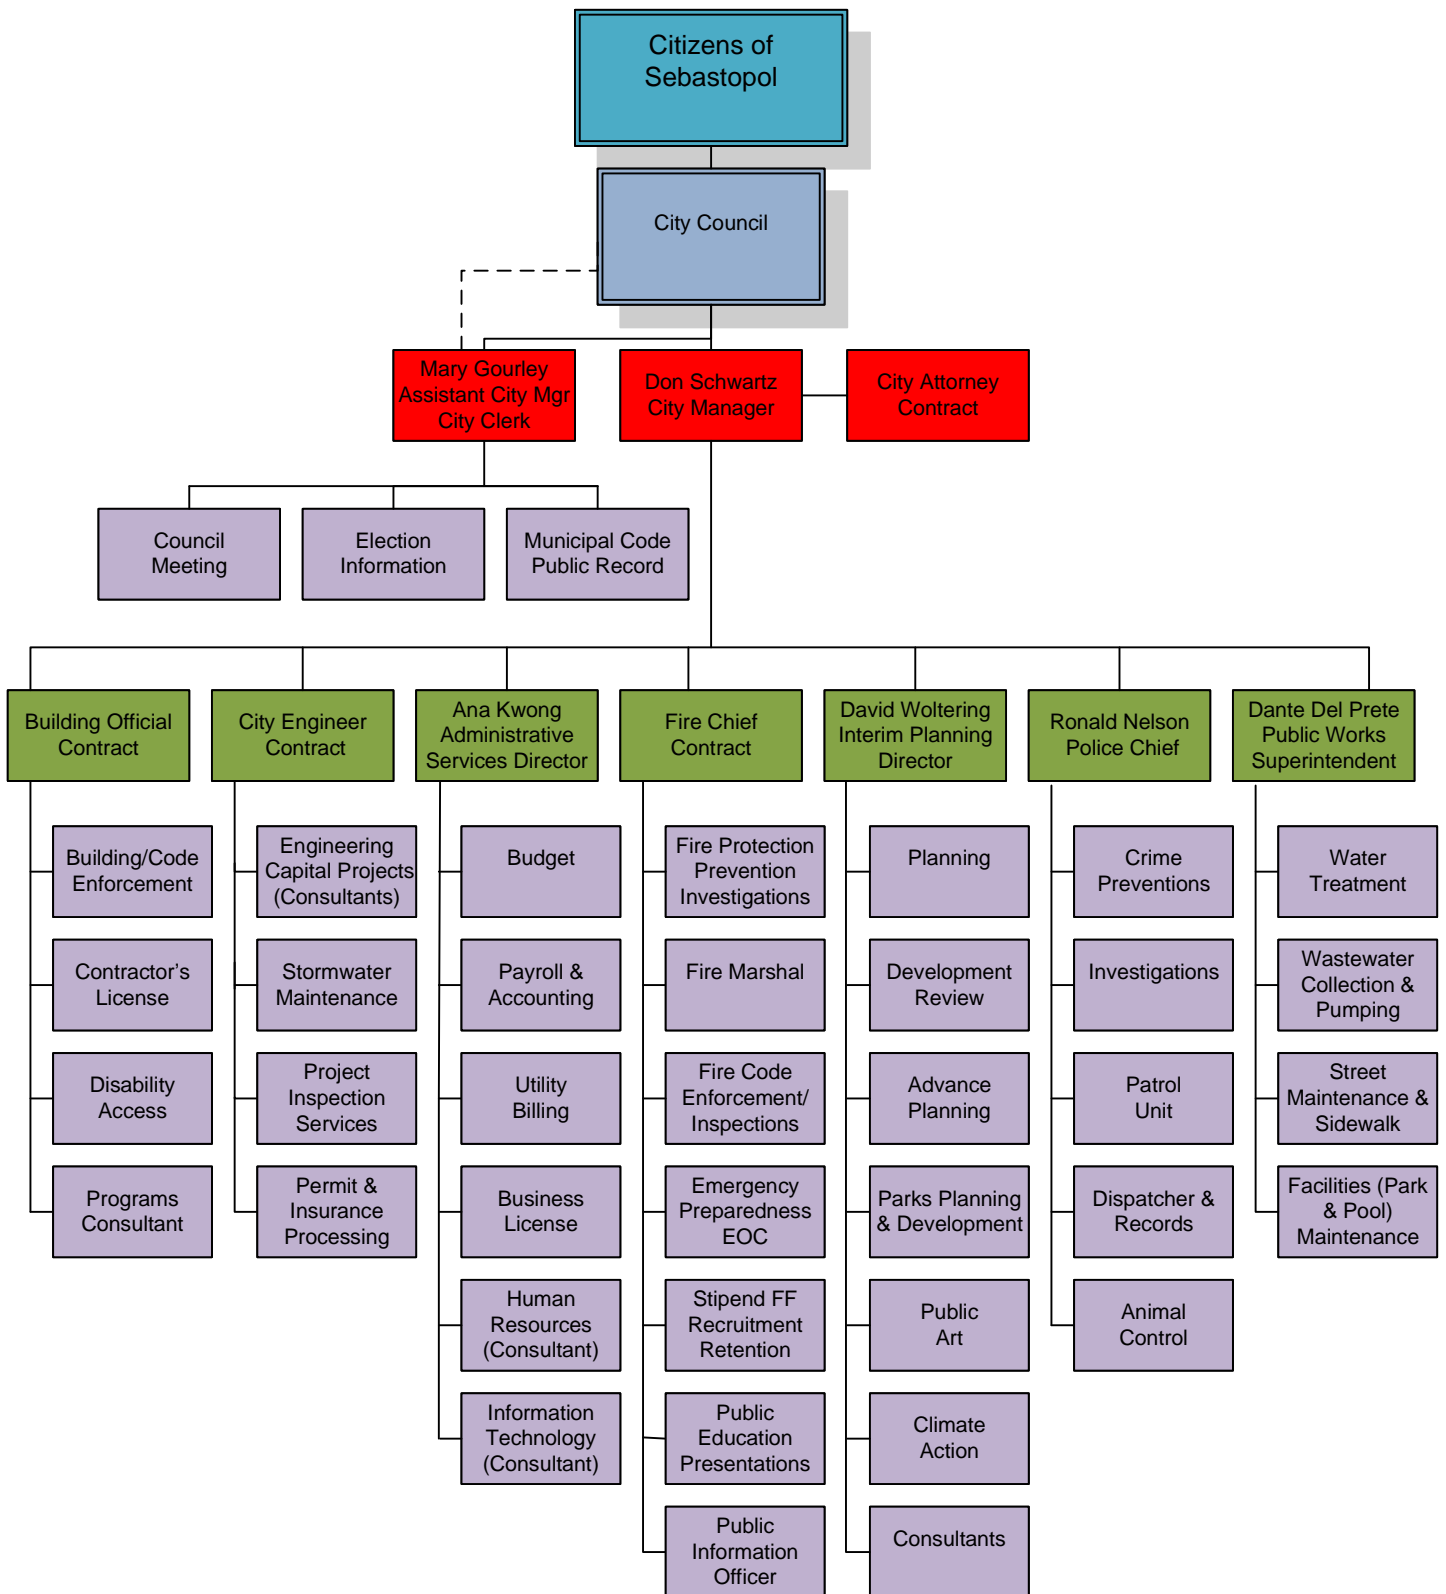 Citizens of
Sebastopol
City Council
Mary Gourley
Assistant City Mgr
City Clerk
Don Schwartz
City Manager
City Attorney
Contract
Council
Meeting
Election
Information
Municipal Code
Public Record
Building Official
Contract
City Engineer
Contract
Ana Kwong
Administrative
Services Director
Fire Chief
Contract
David Woltering
Interim Planning
Director
Ronald Nelson
Police Chief
Dante Del Prete
Public Works
Superintendent
Building/Code
Enforcement
Contractor’s
License
Disability
Access
Programs
Consultant
Engineering
Capital Projects
(Consultants)
Stormwater
Maintenance
Project
Inspection
Services
Permit &
Insurance
Processing
Budget
Payroll &
Accounting
Utility
Billing
Business
License
Human
Resources
(Consultant)
Information
Technology
(Consultant)
Fire Protection
Prevention
Investigations
Fire Marshal
Fire Code
Enforcement/
Inspections
Emergency
Preparedness
EOC
Stipend FF
Recruitment
Retention
Public
Education
Presentations
Public
Information
Officer
Planning
Development
Review
Advance
Planning
Parks Planning
& Development
Public
Art
Climate
Action
Consultants
Crime
Preventions
Investigations
Patrol
Unit
Dispatcher &
Records
Animal
Control
Water
Treatment
Wastewater
Collection &
Pumping
Street
Maintenance &
Sidewalk
Facilities (Park
& Pool)
Maintenance